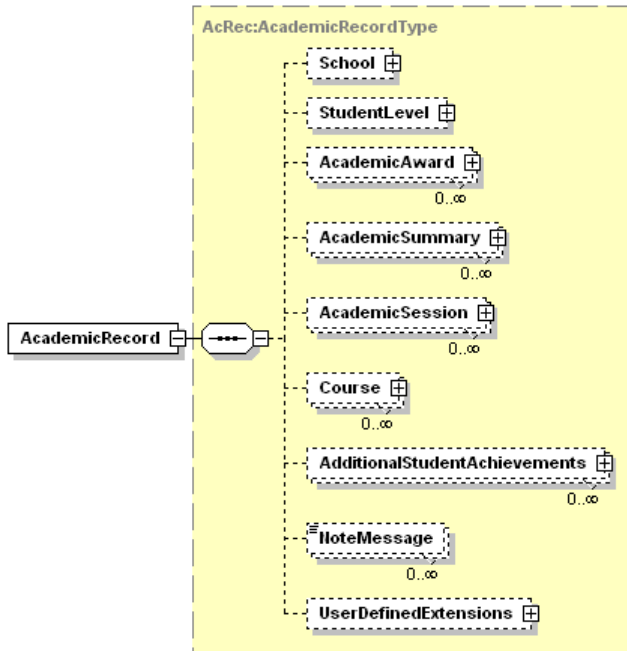 AcRec:AcademicRecordType
School
StudentLevel
AcademicAward
0..∞
AcademicSummary
0..∞
AcademicSession
0..∞
AcademicRecord
Course
0..∞
AdditionalStudentAchievements
0..∞
NoteMessage
0..∞
UserDefinedExtensions